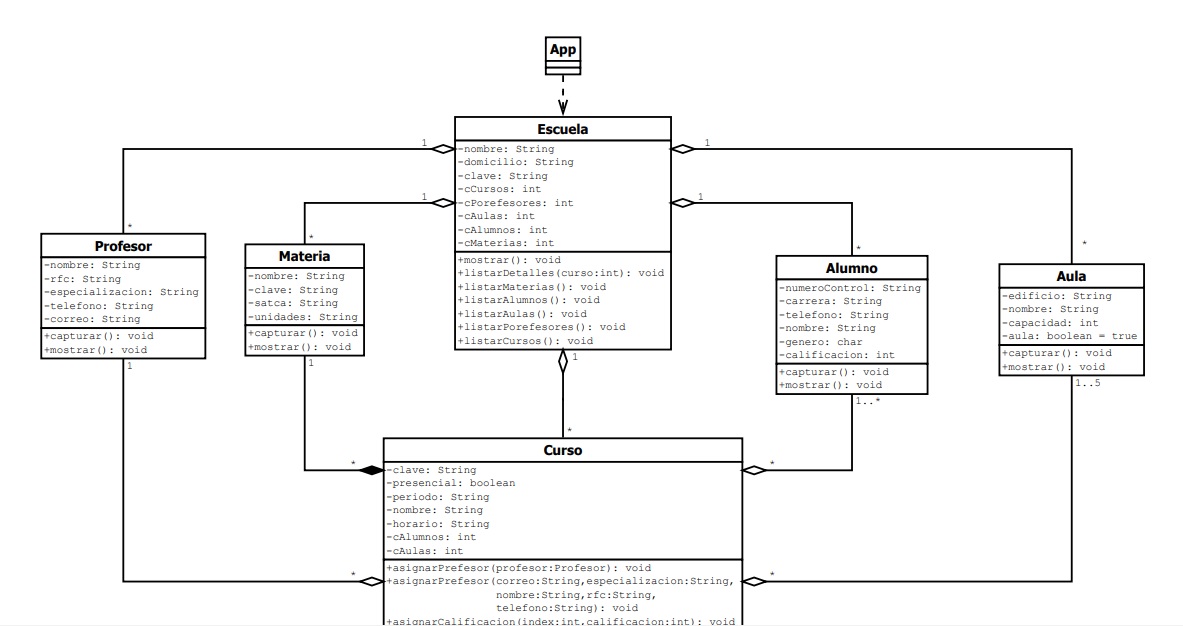 App
Escuela
-nombre: String
-domicilio: String
-clave: String
-cCursos: int
-cPorefesores: int
-cAulas: int
-cAlumnos: int
-cMaterias: int
+mostrar(): void
+listarDetalles(curso:int): void
+listarMaterias(): void
+listarAlumnos(): void
+listarAulas(): void
+listarPorefesores(): void
+listarCursos(): void
1
1
1
1
1
*
*
*
*
*
Profesor
-nombre: String
-rfc: String
-especializacion: String
-telefono: String
-correo: String
+capturar(): void
+mostrar(): void
1
Materia
-nombre: String
-clave: String
-satca: String
-unidades: String
+capturar(): void
+mostrar(): void
1
Alumno
-numeroControl: String
-carrera: String
-telefono: String
-nombre: String
-genero: char
-calificacion: int
+capturar(): void
+mostrar(): void
1..*
Aula
-edificio: String
-nombre: String
-capacidad: int
-aula: boolean = true
+capturar(): void
+mostrar(): void
1..5
Curso
*
*
-clave: String
-presencial: boolean
-periodo: String
-nombre: String
-horario: String
-cAlumnos: int
-cAulas: int
*
*
+asignarPrefesor(profesor:Profesor): void
+asignarPrefesor(correo:String,especializacion:String,
nombre:String,rfc:String,
telefono:String): void
+asignarCalificacion(index:int,calificacion:int): void